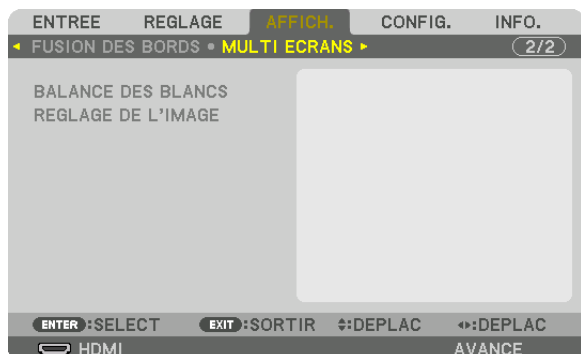 ENTREE REGLAGE AFFICH. CONFIG. INFO.
◂ FUSION DES BORDS • MULTI ECRANS ▸ 2/2
BALANCE DES BLANCS
REGLAGE DE L'IMAGE
ENTER :SELECT EXIT :SORTIR ♦:DEPLAC ◂▸:DEPLAC
HDMI AVANCE